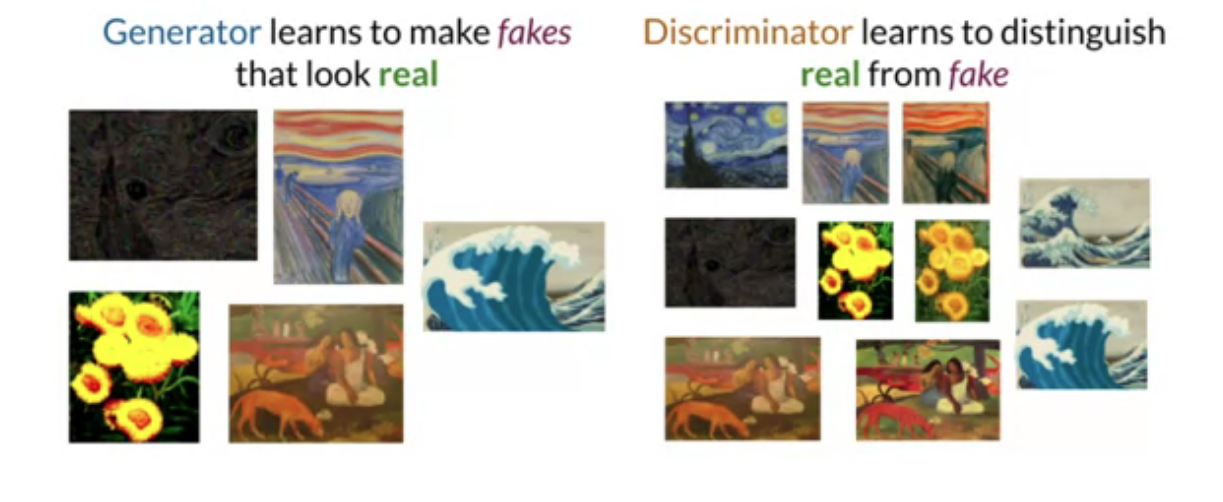 Generator learns to make fakes
that look real
Discriminator learns to distinguish
real from fake